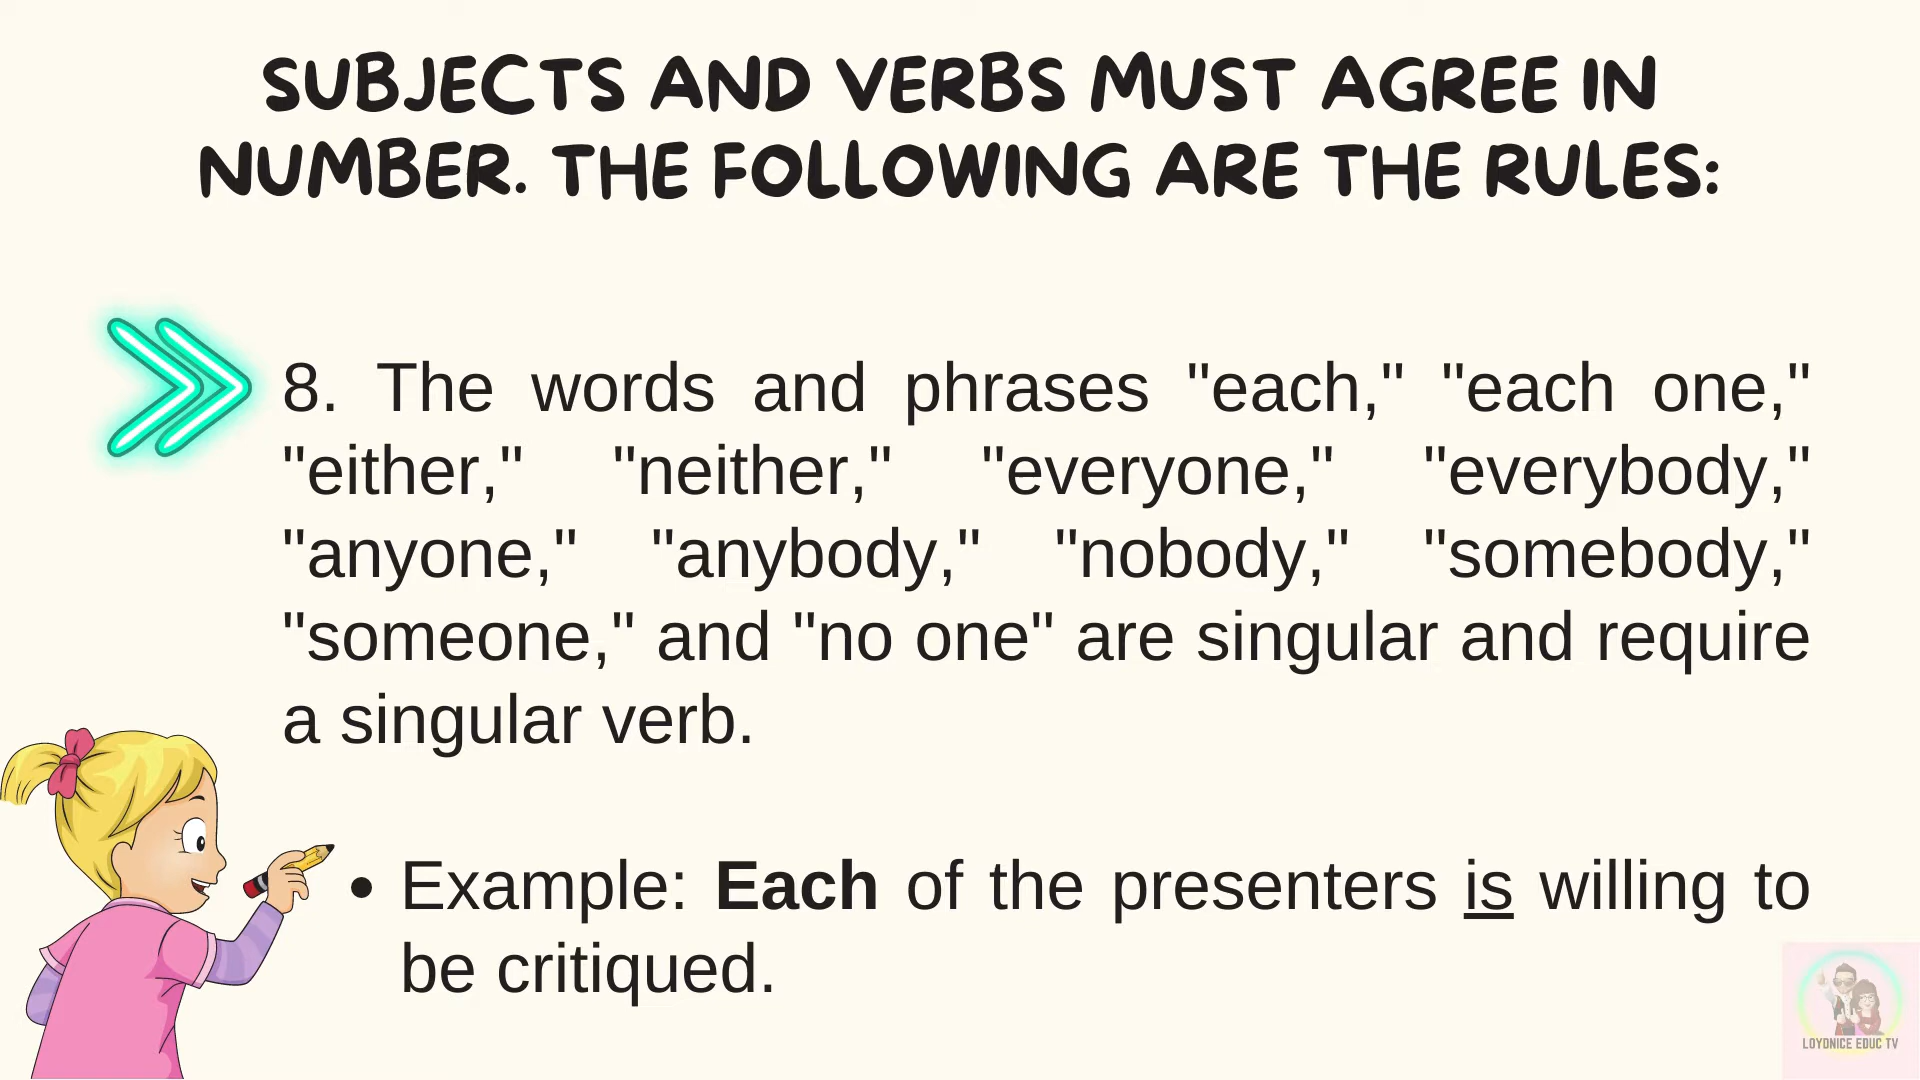 SUBJECTS AND VERBS MUST AGREE IN
NUMBER. THE FOLLOWING ARE THE RULES:
8. The words and phrases "each," "each one,"
"either," "neither," "everyone," "everybody,"
"anyone," "anybody," "nobody," "somebody,"
"someone," and "no one" are singular and require
a singular verb.
• Example: Each of the presenters is willing to
be critiqued.
LOYDNICE EDUC TV